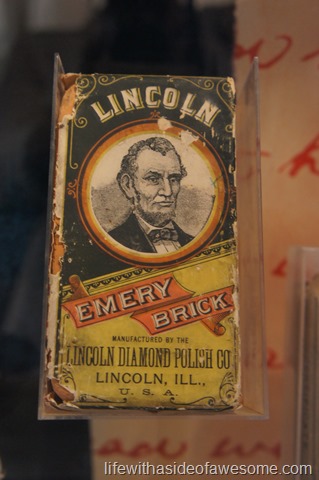 LINCOLN
EMERY
BRICK
MANUFACTURED BY THE
LINCOLN DIAMOND POLISH CO
LINCOLN, ILL.,
U. S. A.
lifewithasideofawesome.com